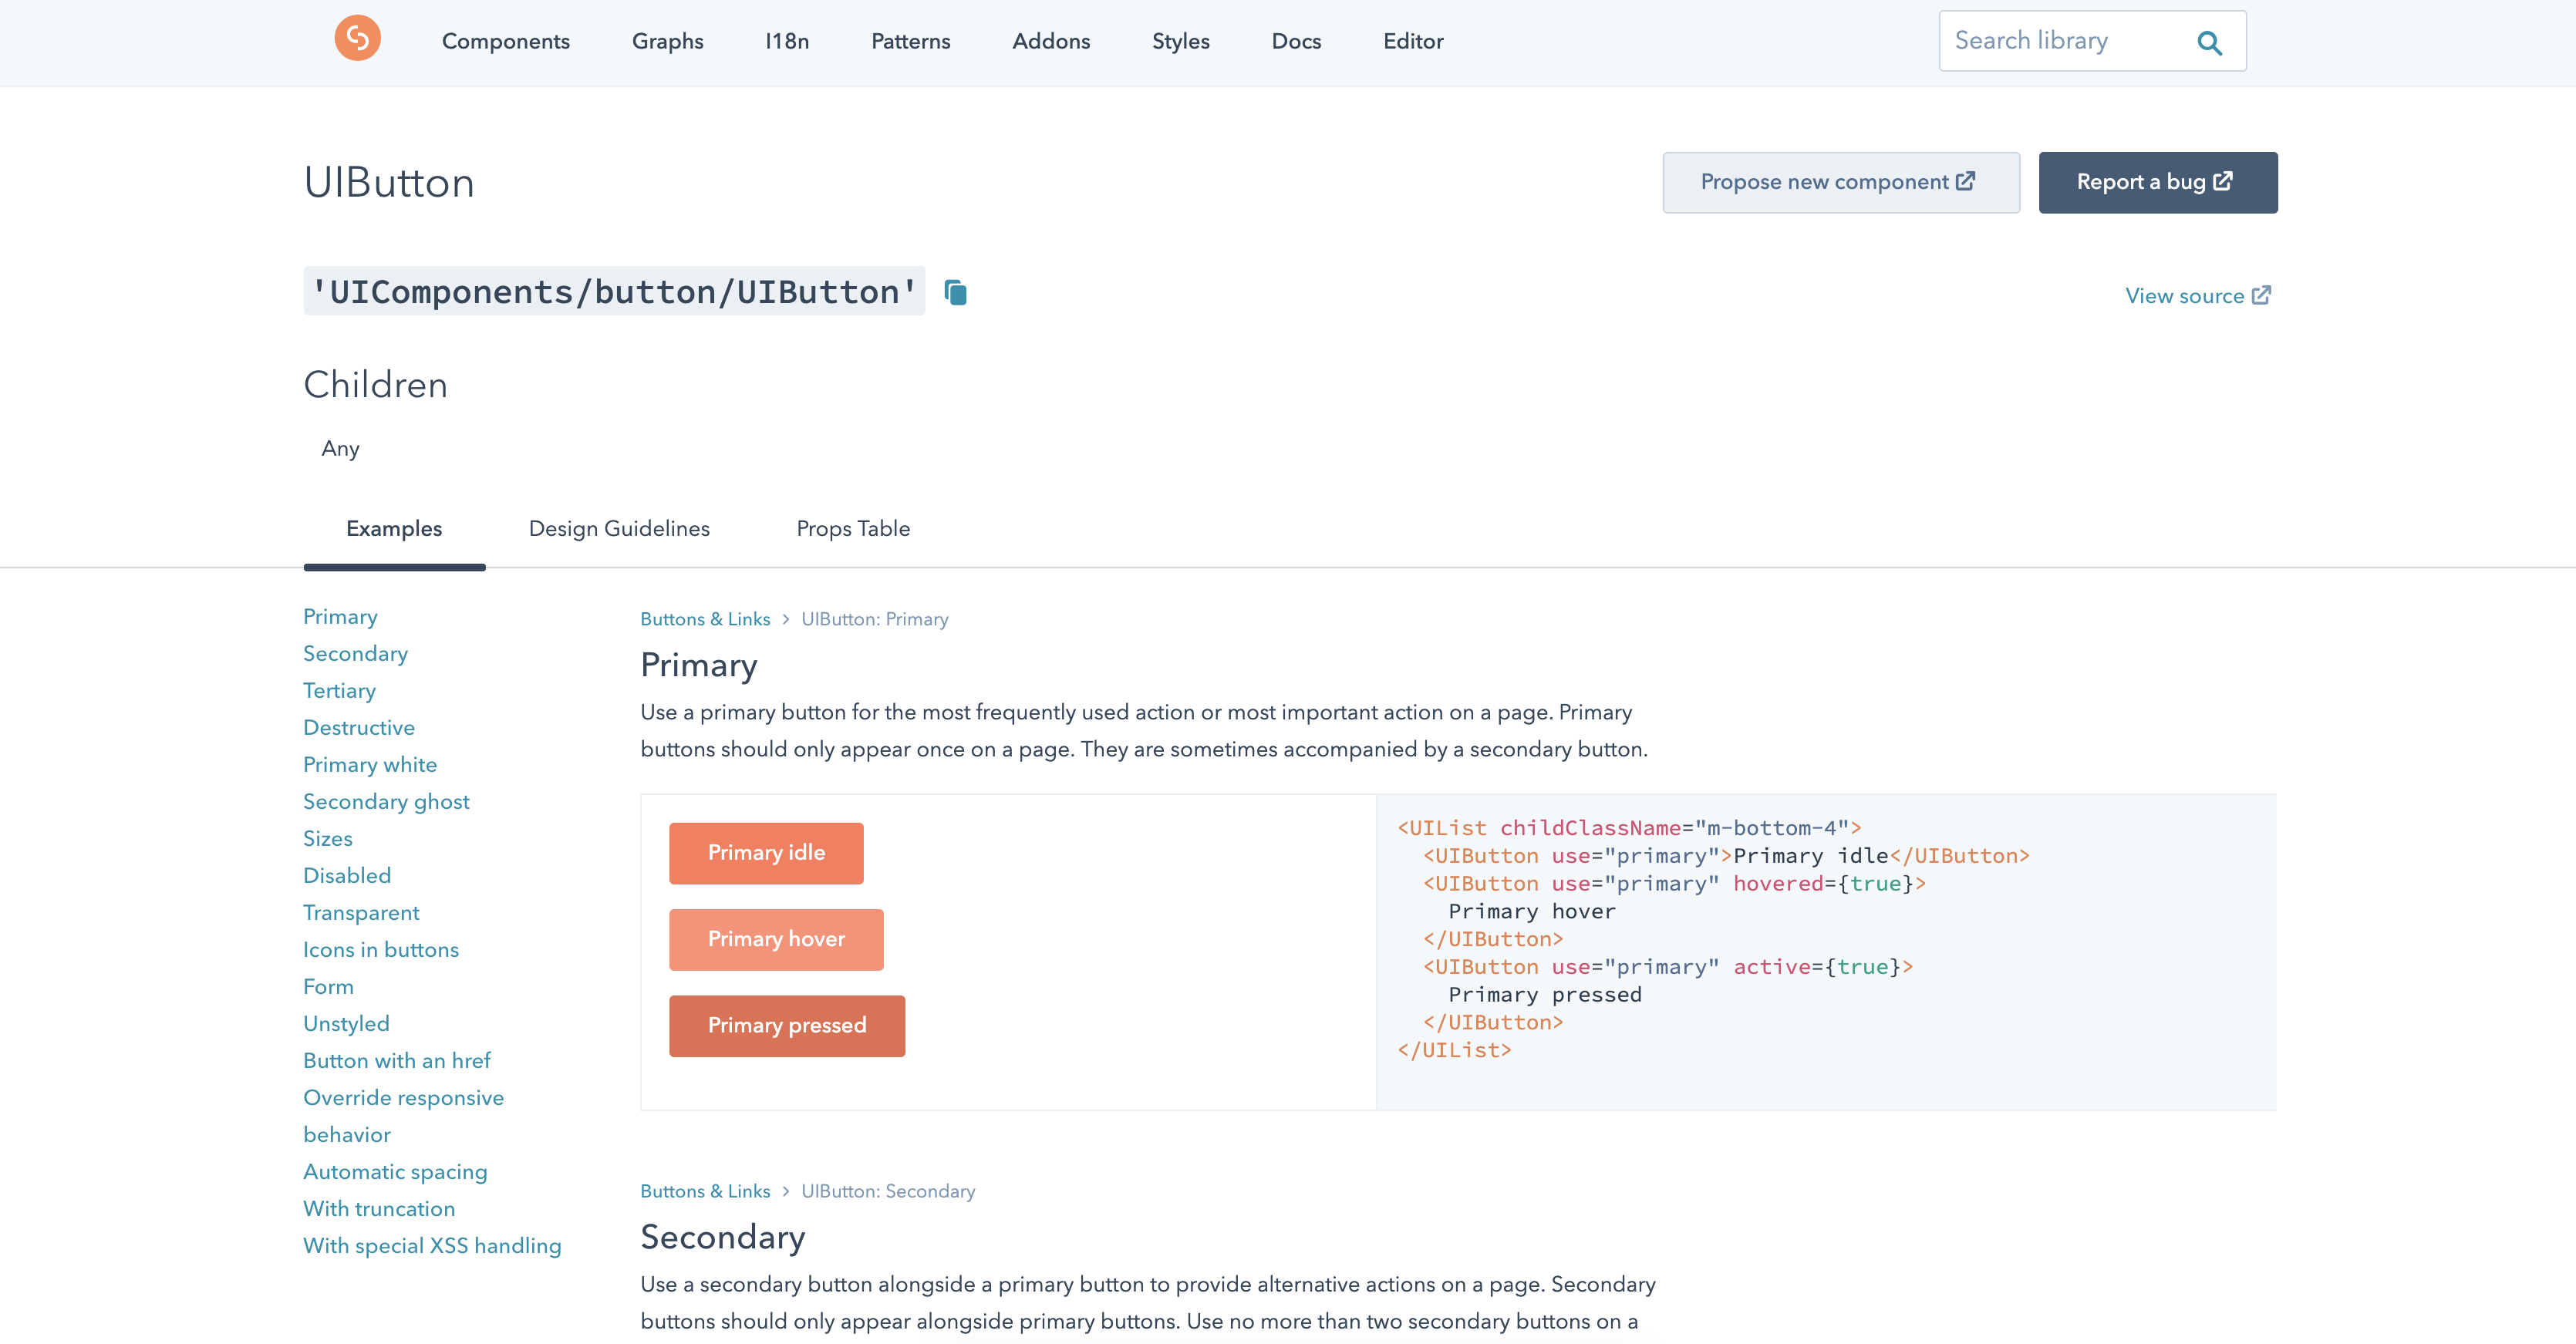 Components Graphs I18n Patterns Addons Styles Docs Editor Search library
UIButton
Propose new component Report a bug
'UIComponents/button/UIButton'
View source
Children
Any
Examples Design Guidelines Props Table
Primary
Secondary
Tertiary
Destructive
Primary white
Secondary ghost
Sizes
Disabled
Transparent
Icons in buttons
Form
Unstyled
Button with an href
Override responsive
behavior
Automatic spacing
With truncation
With special XSS handling
Buttons & Links > UIButton: Primary
Primary
Use a primary button for the most frequently used action or most important action on a page. Primary
buttons should only appear once on a page. They are sometimes accompanied by a secondary button.
Primary idle
Primary hover
Primary pressed
<UIList childClassName="m-bottom-4">
  <UIButton use="primary">Primary idle</UIButton>
  <UIButton use="primary" hovered={true}>
    Primary hover
  </UIButton>
  <UIButton use="primary" active={true}>
    Primary pressed
  </UIButton>
</UIList>
Buttons & Links > UIButton: Secondary
Secondary
Use a secondary button alongside a primary button to provide alternative actions on a page. Secondary
buttons should only appear alongside primary buttons. Use no more than two secondary buttons on a